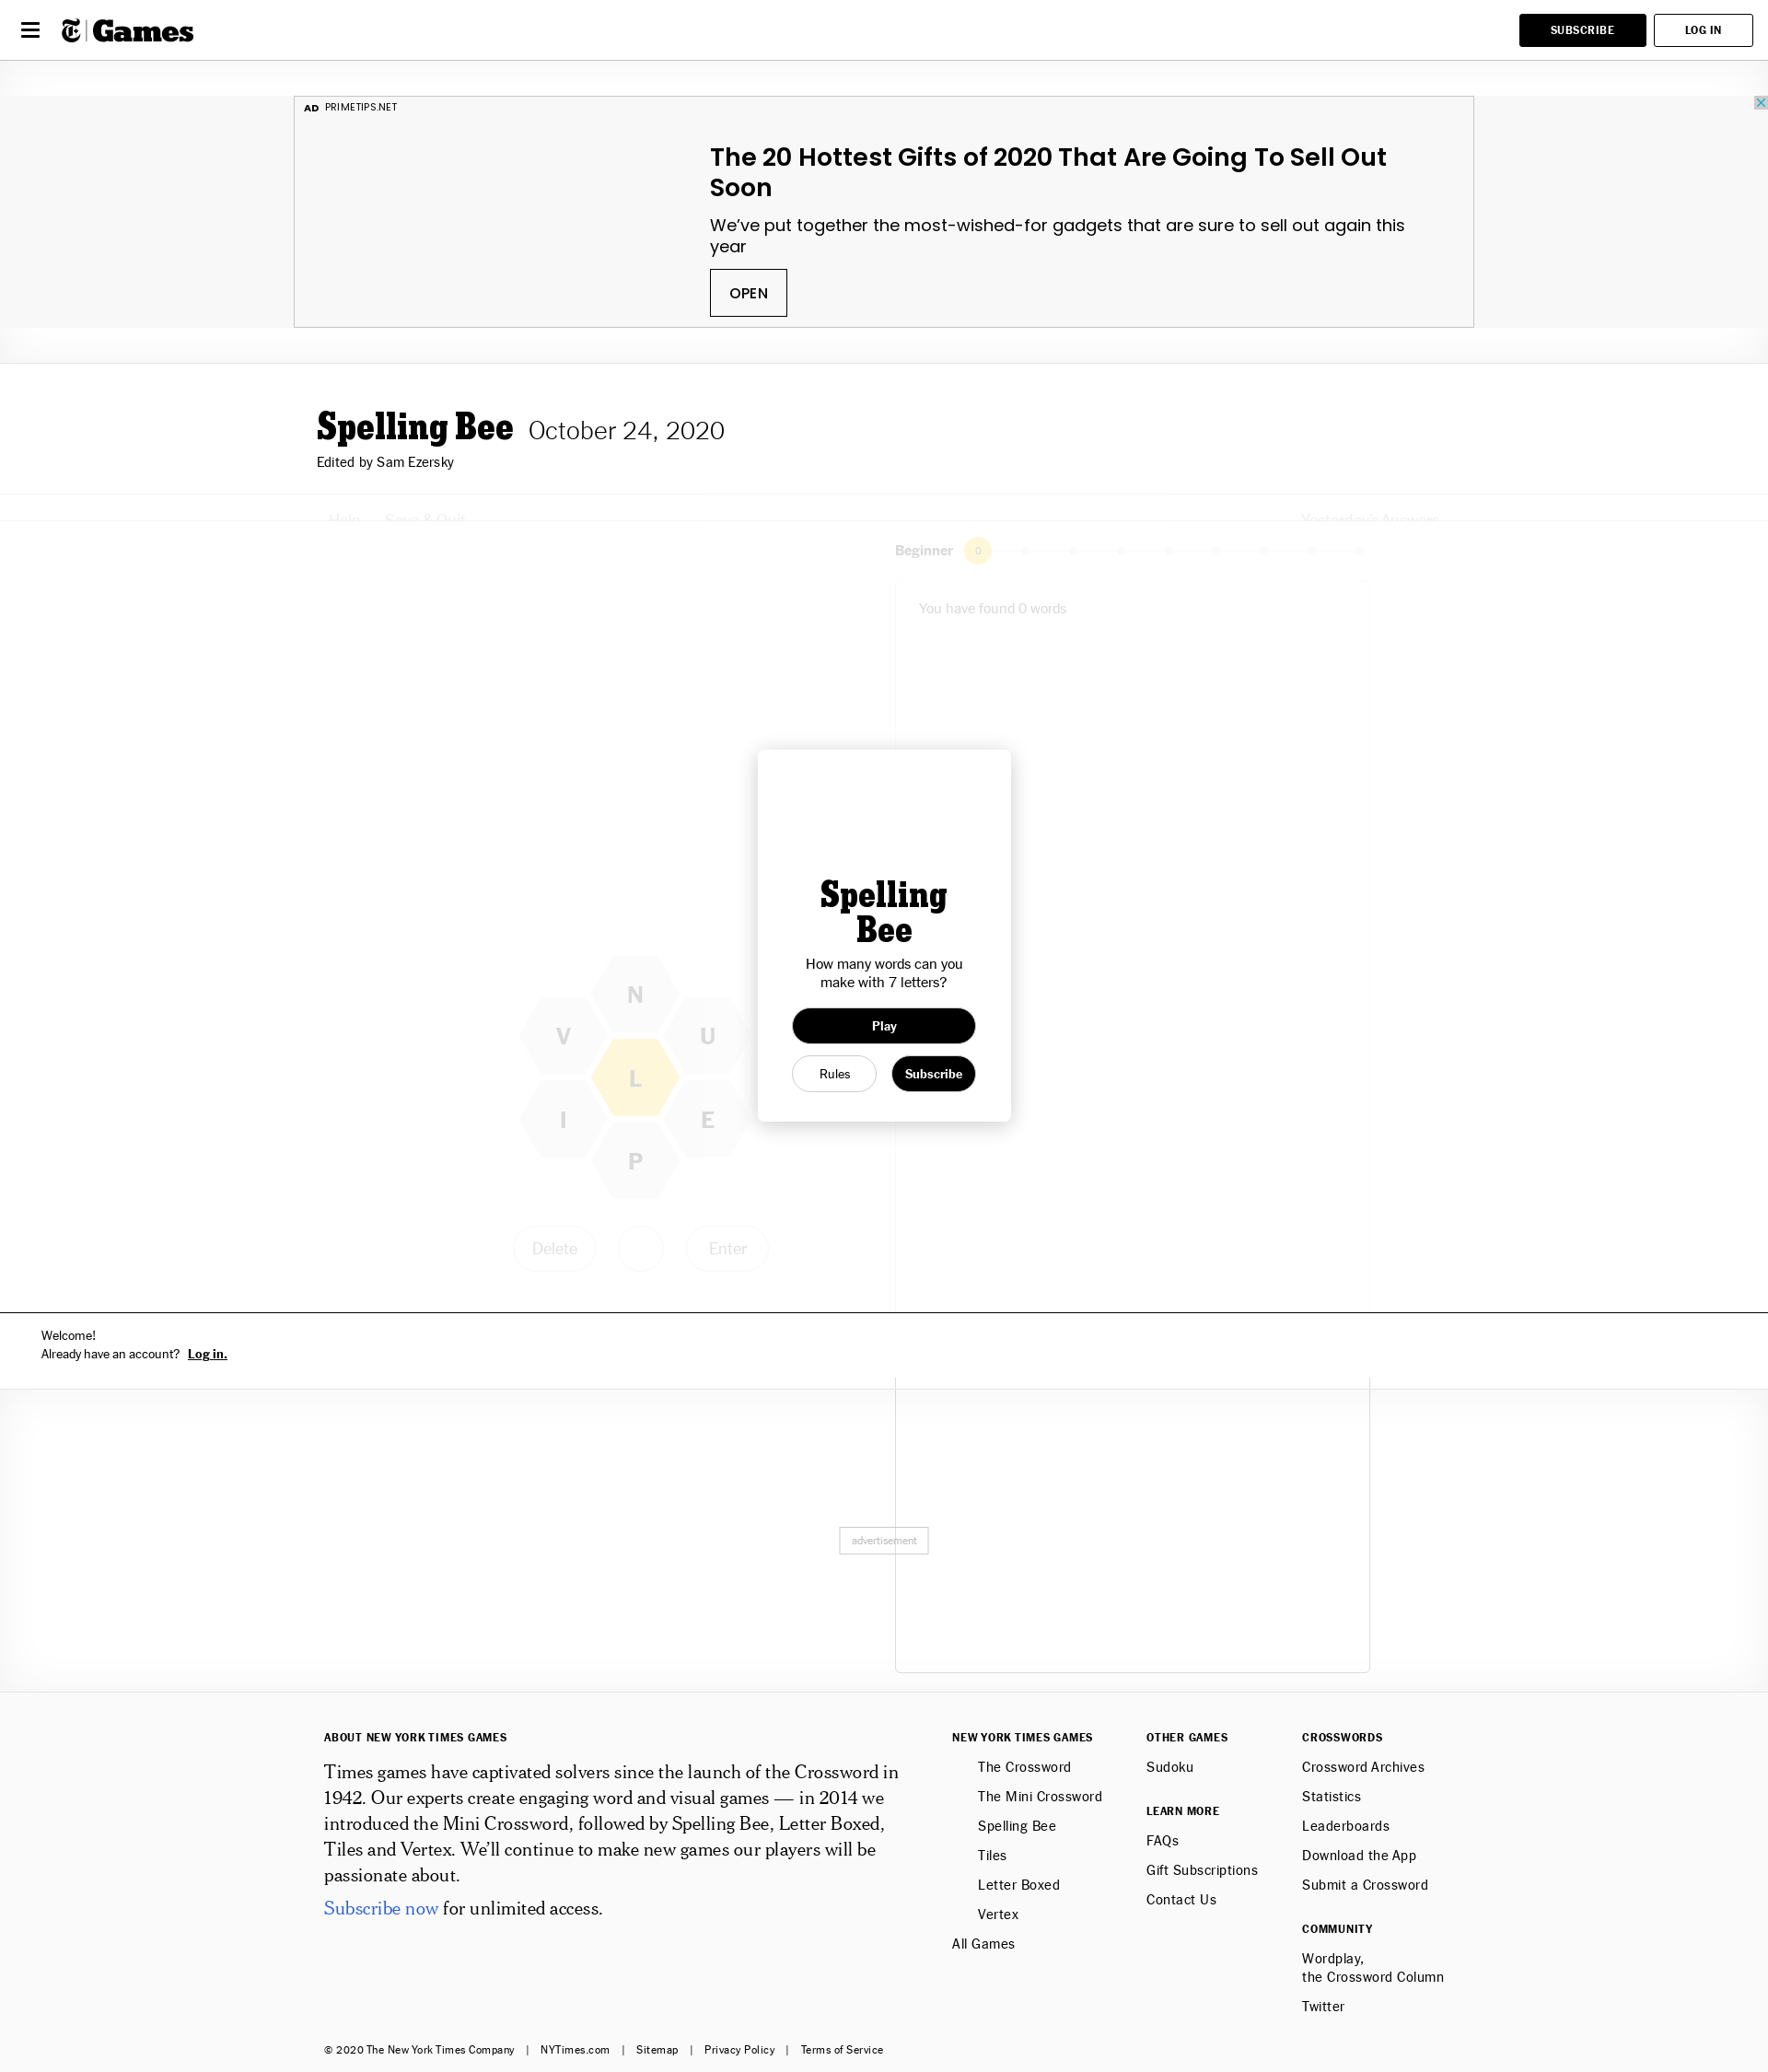 Games
SUBSCRIBE
LOG IN
AD PRIMETIPS.NET
The 20 Hottest Gifts of 2020 That Are Going To Sell Out
Soon
We’ve put together the most-wished-for gadgets that are sure to sell out again this
year
OPEN
Spelling Bee October 24, 2020
Edited by Sam Ezersky
Help Save & Quit Yesterday's Answers
Beginner 0
You have found 0 words
Spelling
Bee
How many words can you
make with 7 letters?
Play
Rules Subscribe
N
V U
L
I E
P
Delete Enter
Welcome!
Already have an account? Log in.
advertisement
ABOUT NEW YORK TIMES GAMES
Times games have captivated solvers since the launch of the Crossword in
1942. Our experts create engaging word and visual games — in 2014 we
introduced the Mini Crossword, followed by Spelling Bee, Letter Boxed,
Tiles and Vertex. We’ll continue to make new games our players will be
passionate about.
Subscribe now for unlimited access.
NEW YORK TIMES GAMES
The Crossword
The Mini Crossword
Spelling Bee
Tiles
Letter Boxed
Vertex
All Games
OTHER GAMES
Sudoku
LEARN MORE
FAQs
Gift Subscriptions
Contact Us
CROSSWORDS
Crossword Archives
Statistics
Leaderboards
Download the App
Submit a Crossword
COMMUNITY
Wordplay,
the Crossword Column
Twitter
© 2020 The New York Times Company | NYTimes.com | Sitemap | Privacy Policy | Terms of Service